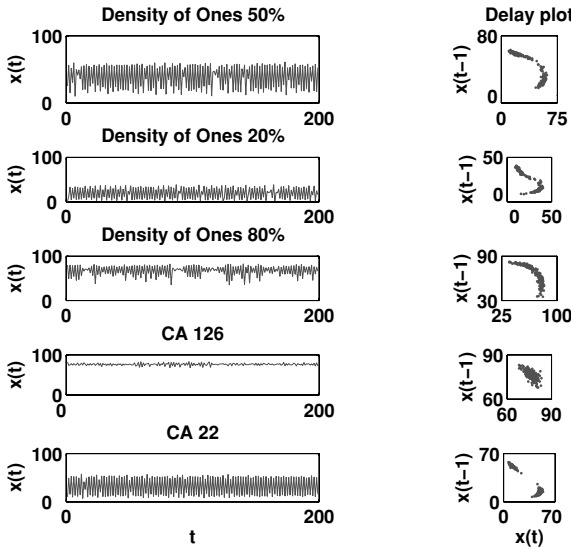 Density of Ones 50%
Delay plot
100
x(t)
0
0
200
80
x(t−1)
0
0
75
Density of Ones 20%
100
x(t)
0
0
200
50
x(t−1)
0
0
50
Density of Ones 80%
100
x(t)
0
0
200
90
x(t−1)
30
25
100
CA 126
100
x(t)
0
0
200
90
x(t−1)
60
60
90
CA 22
100
x(t)
0
0
200
t
70
x(t−1)
0
0
70
x(t)